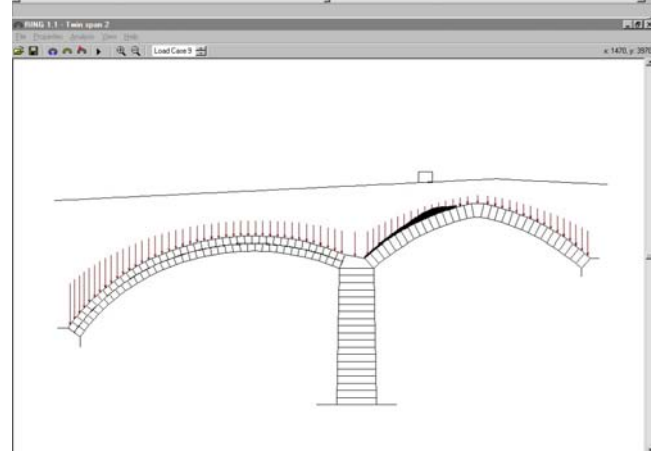 RING 1.1 - Twin span 2
File Properties Analysis View Help
Load Case 9
x: 1470, y: 3970